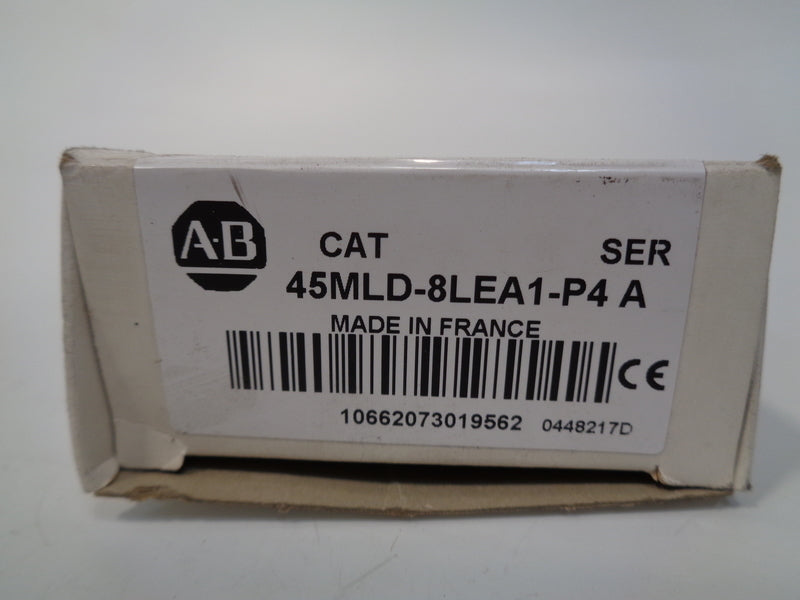 A-B
CAT SER
45MLD-8LEA1-P4 A
MADE IN FRANCE
CE
10662073019562 0448217D